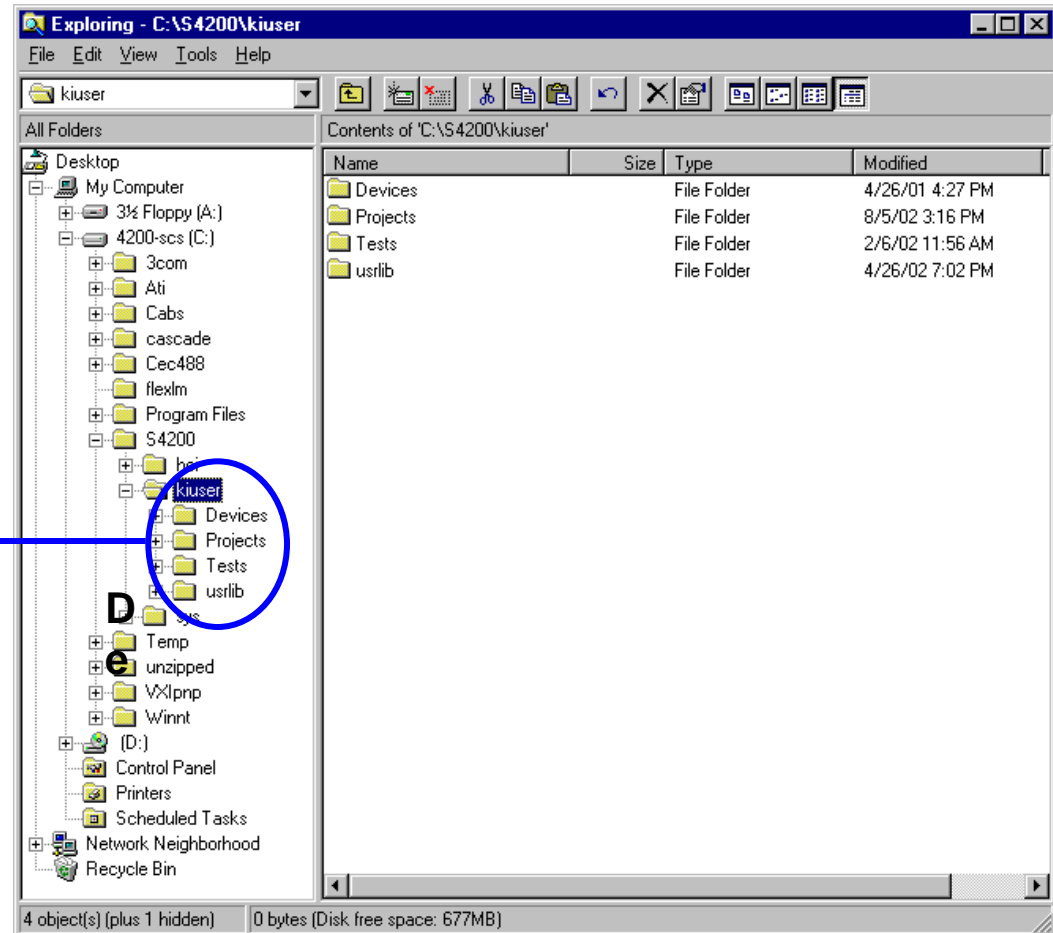 Exploring - C:\S4200\kiuser
File Edit View Tools Help
kiuser
All Folders
Contents of 'C:\S4200\kiuser'
Desktop
My Computer
3½ Floppy (A:)
4200-scs (C:)
3com
Ati
Cabs
cascade
Cec488
flexlm
Program Files
S4200
kiuser
Devices
Projects
Tests
usrlib
D
sys
Temp
e
unzipped
VXIpnp
Winnt
(D:)
Control Panel
Printers
Scheduled Tasks
Network Neighborhood
Recycle Bin
Name Size Type Modified
Devices File Folder 4/26/01 4:27 PM
Projects File Folder 8/5/02 3:16 PM
Tests File Folder 2/6/02 11:56 AM
usrlib File Folder 4/26/02 7:02 PM
4 object(s) (plus 1 hidden) 0 bytes (Disk free space: 677MB)